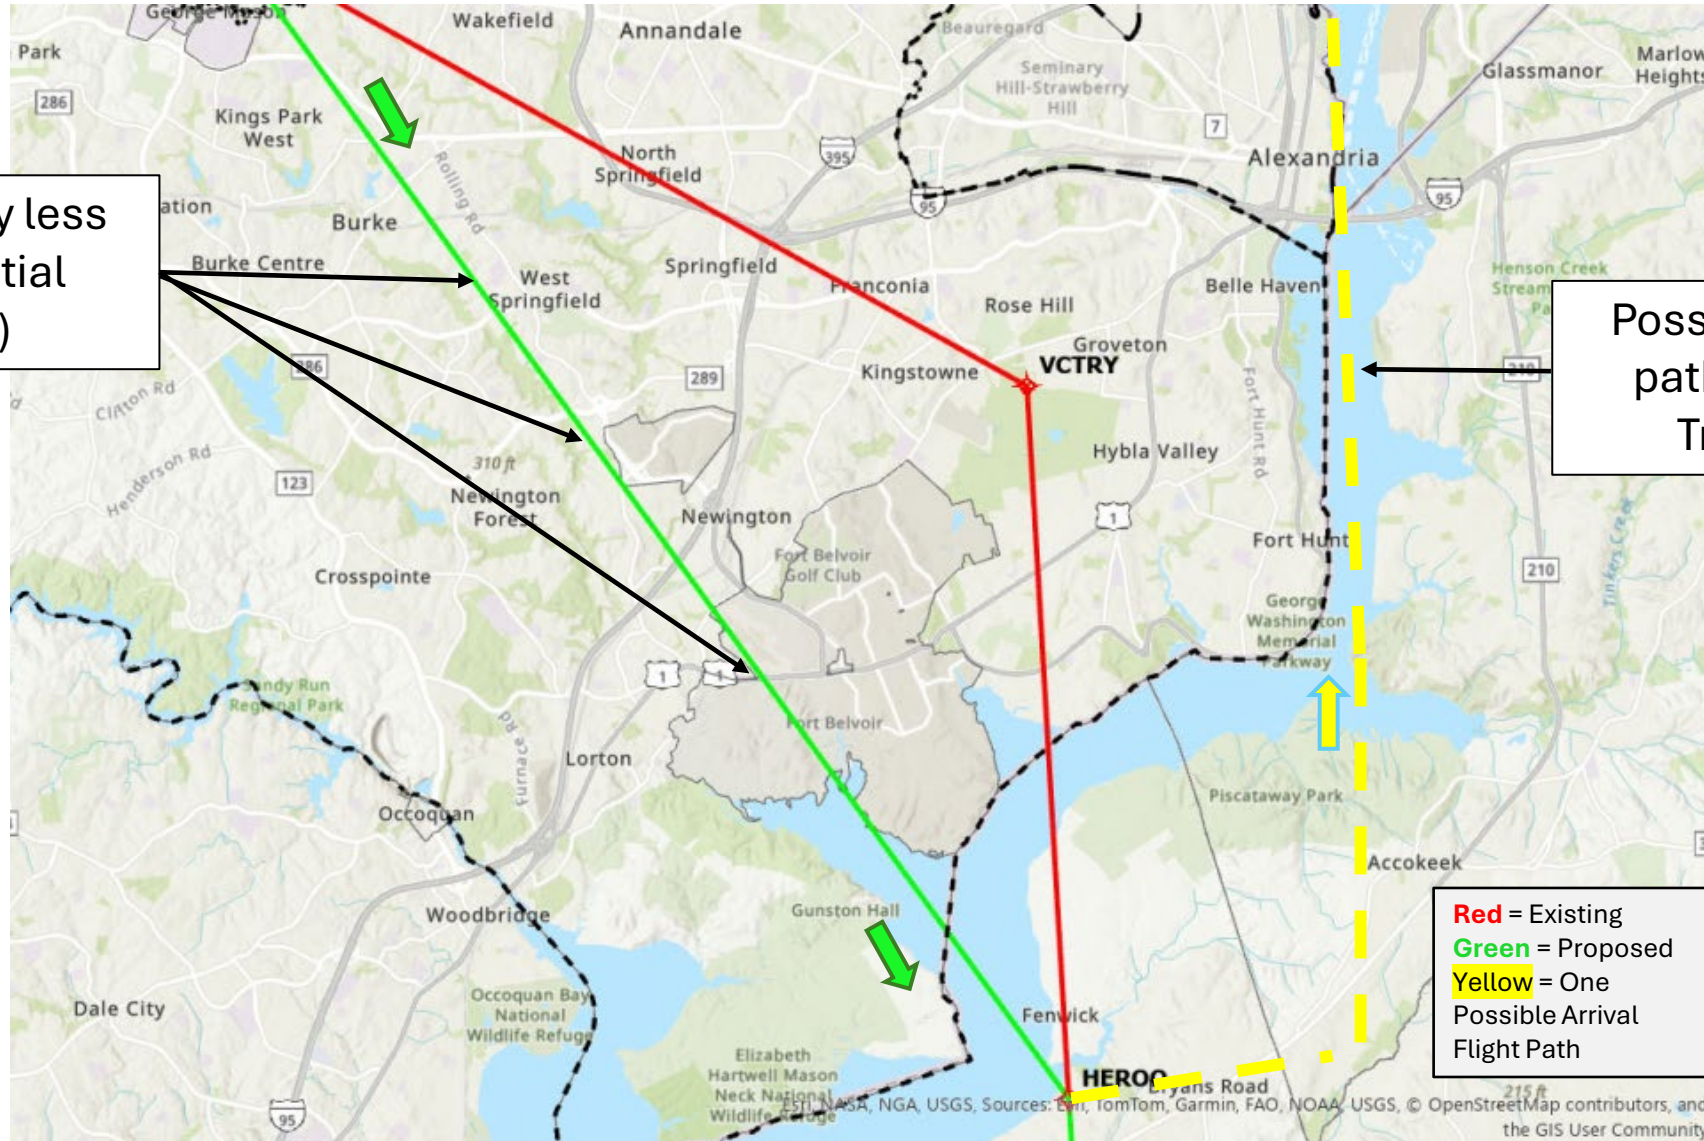 George Mason
Wakefield
Annandale
Beauregard
Park
Marlow
Heights
Glassmanor
Seminary
Hill-Strawberry
Hill
286
Kings Park
West
7
395
North
Springfield
Alexandria
Rolling Rd
95
95
y less
tial
)
ation
Burke
Burke Centre
West
Springfield
Springfield
Franconia
Rose Hill
Belle Haven
Henson Creek
Stream
Pa
Poss
pat
Tr
210
Groveton
VCTRY
Kingstowne
286
289
Clifton Rd
Fort Hunt Rd
Henderson Rd
310 ft
Hybla Valley
123
Newington
Forest
Newington
1
Fort Belvoir
Golf Club
Fort Hunt
210
Tinkers Creek
Crosspointe
George
Washington
Memorial
Parkway
1
1
Sandy Run
Regional Park
Fort Belvoir
Furnace Rd
Lorton
Piscataway Park
Occoquan
Accokeek
Woodbridge
Gunston Hall
Red = Existing
Green = Proposed
Yellow = One
Possible Arrival
Flight Path
Dale City
Occoquan Bay
National
Wildlife Refuge
Fenwick
Elizabeth
Hartwell Mason
Neck National
Wildlife Refuge
HEROO
Bryans Road
95
215 ft
Esri, NASA, NGA, USGS, Sources: Esri, TomTom, Garmin, FAO, NOAA, USGS, © OpenStreetMap contributors, and
the GIS User Community